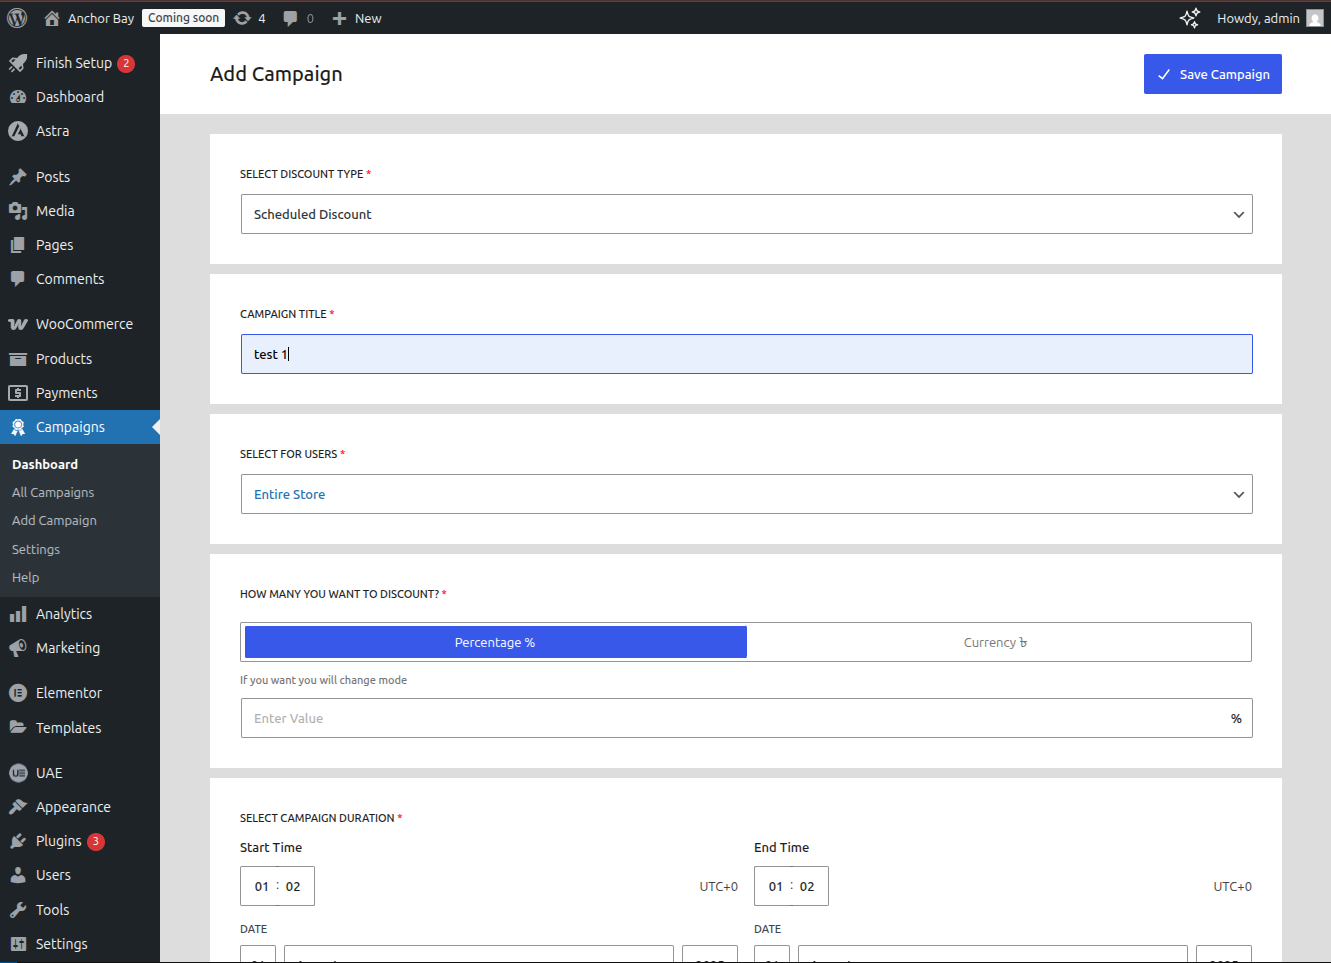 Anchor Bay Coming soon 4 0 New Howdy, admin
Finish Setup 2
Dashboard
Astra
Posts
Media
Pages
Comments
WooCommerce
Products
Payments
Campaigns
Dashboard
All Campaigns
Add Campaign
Settings
Help
Analytics
Marketing
Elementor
Templates
UAE
Appearance
Plugins 3
Users
Tools
Settings
Add Campaign
Save Campaign
SELECT DISCOUNT TYPE *
Scheduled Discount
CAMPAIGN TITLE *
test 1
SELECT FOR USERS *
Entire Store
HOW MANY YOU WANT TO DISCOUNT? *
Percentage % Currency ৳
If you want you will change mode
Enter Value %
SELECT CAMPAIGN DURATION *
Start Time End Time
01 : 02 UTC+0 01 : 02 UTC+0
DATE DATE